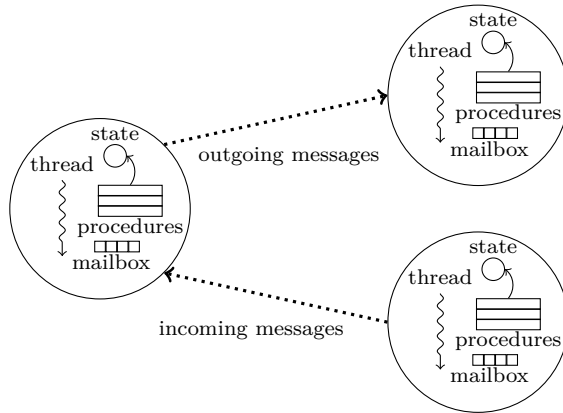 state
thread
procedures
mailbox
outgoing messages
state
thread
procedures
mailbox
incoming messages
state
thread
procedures
mailbox